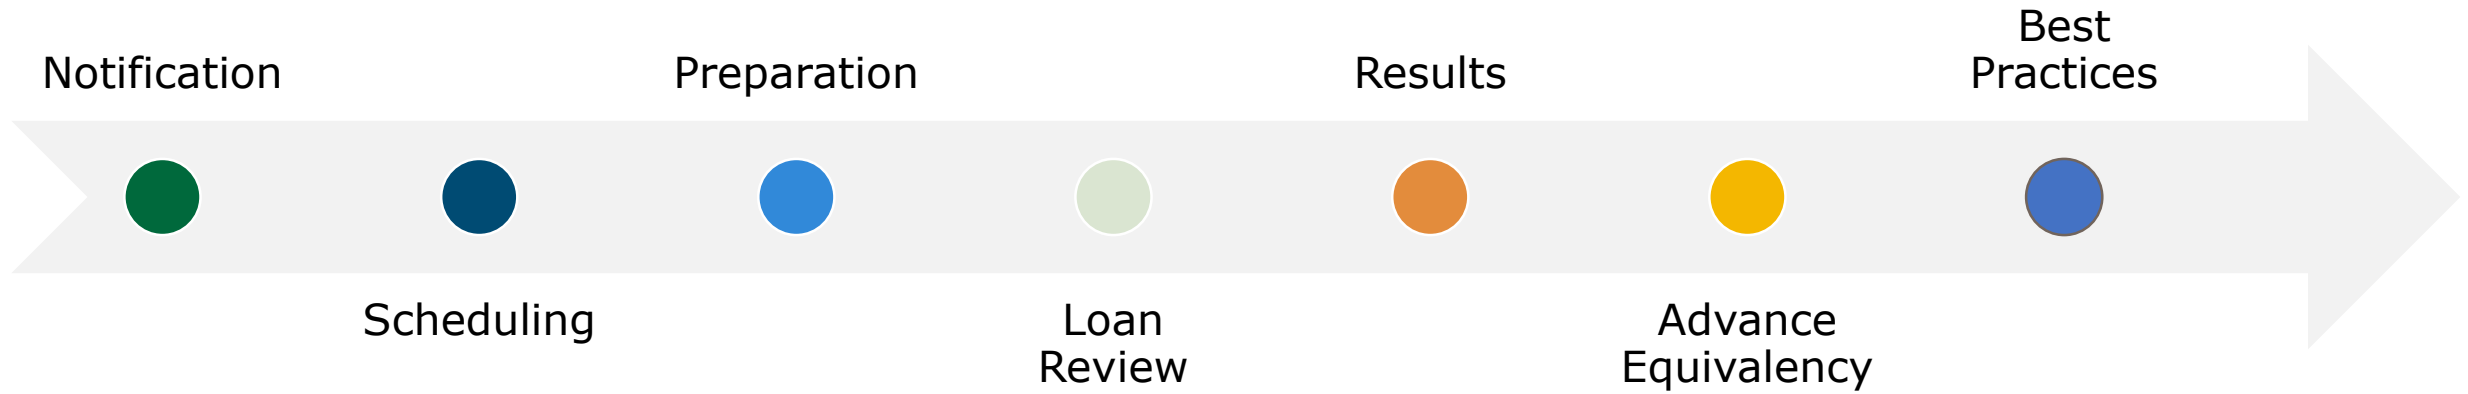 Notification
Scheduling
Preparation
Loan
Review
Results
Advance
Equivalency
Best
Practices